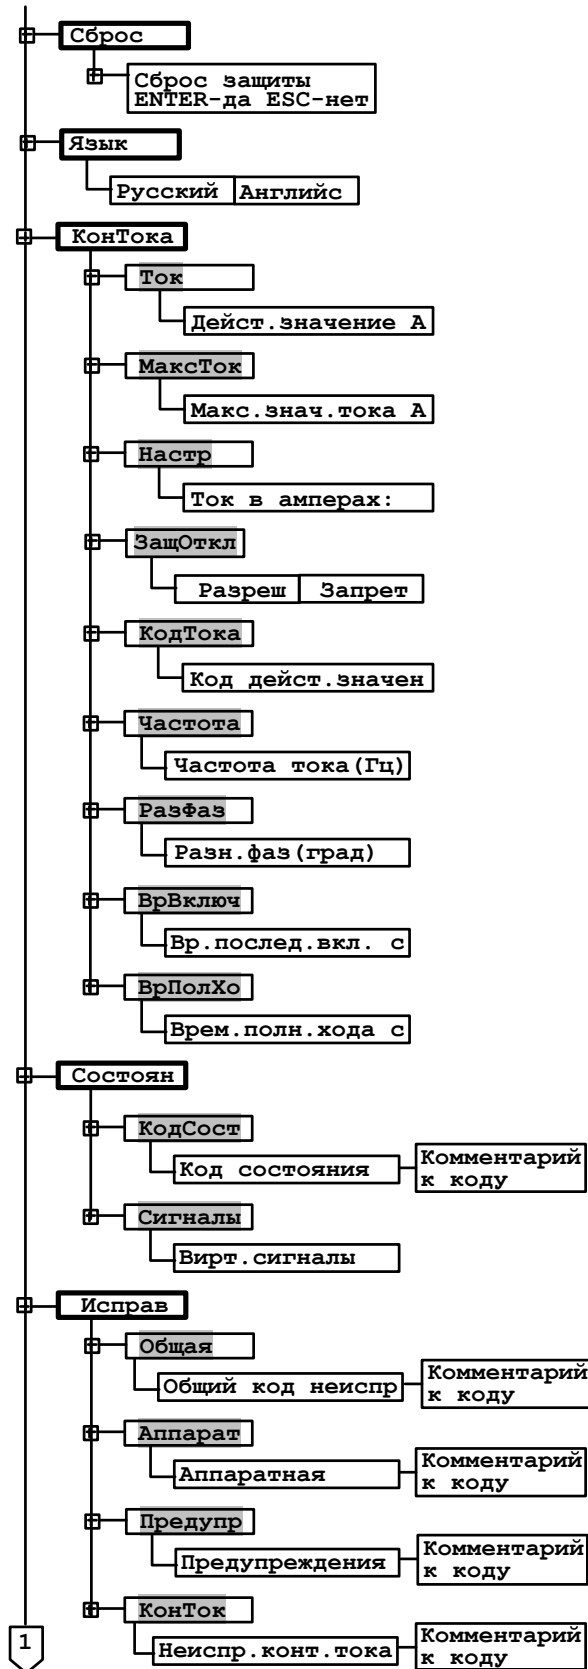 Сброс
Сброс защиты
ENTER-да ESC-нет
Язык
Русский Английс
КонТока
Ток
Дейст.значение А
МаксТок
Макс.знач.тока А
Настр
Ток в амперах:
ЗащОткл
Разреш Запрет
КодТока
Код дейст.значен
Частота
Частота тока(Гц)
РазФаз
Разн.фаз(град)
ВрВключ
Вр.послед.вкл. с
ВрПолХо
Врем.полн.хода с
Состоян
КодСост
Код состояния
Комментарий
к коду
Сигналы
Вирт.сигналы
Исправ
Общая
Общий код неиспр
Комментарий
к коду
Аппарат
Аппаратная
Комментарий
к коду
Предупр
Предупреждения
Комментарий
к коду
КонТок
Неиспр.конт.тока
Комментарий
к коду
1